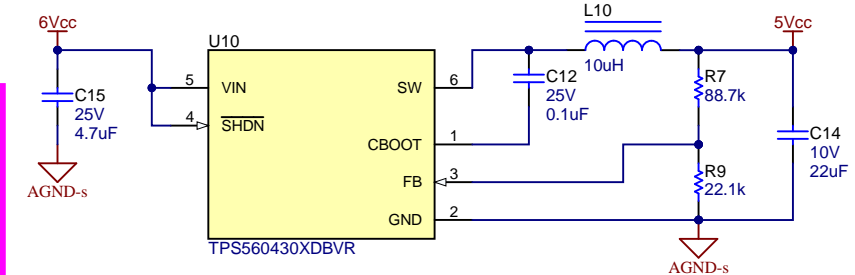 6Vcc
C15
25V
4.7uF
AGND-s
U10
5
VIN
4
SHDN
SW
6
CBOOT
1
FB
3
GND
2
TPS560430XDBVR
L10
10uH
C12
25V
0.1uF
5Vcc
R7
88.7k
R9
22.1k
C14
10V
22uF
AGND-s